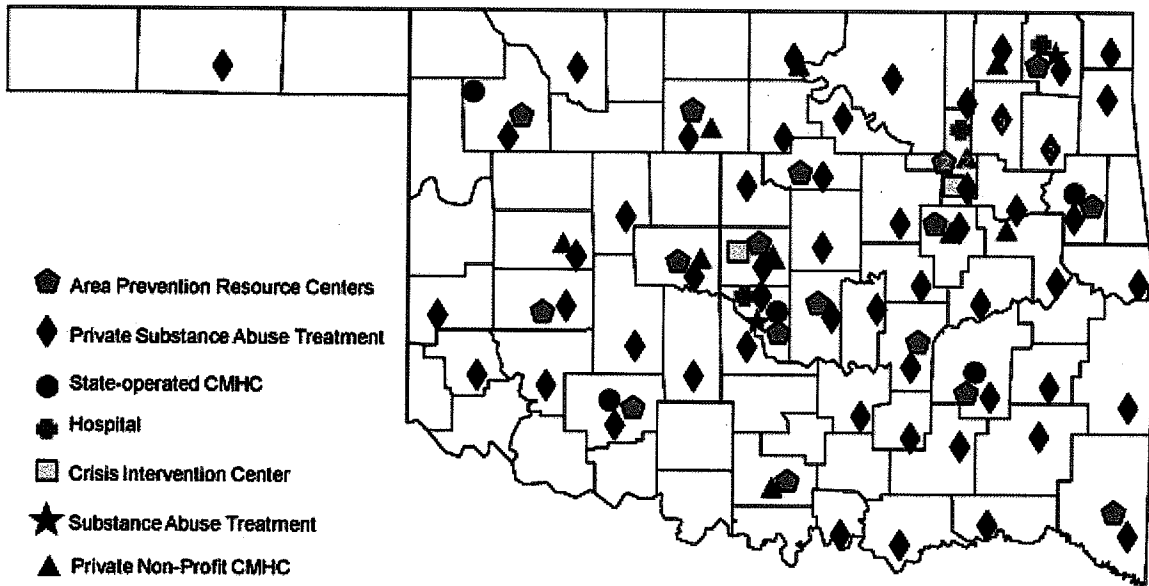 Area Prevention Resource Centers
Private Substance Abuse Treatment
State-operated CMHC
Hospital
Crisis Intervention Center
Substance Abuse Treatment
Private Non-Profit CMHC